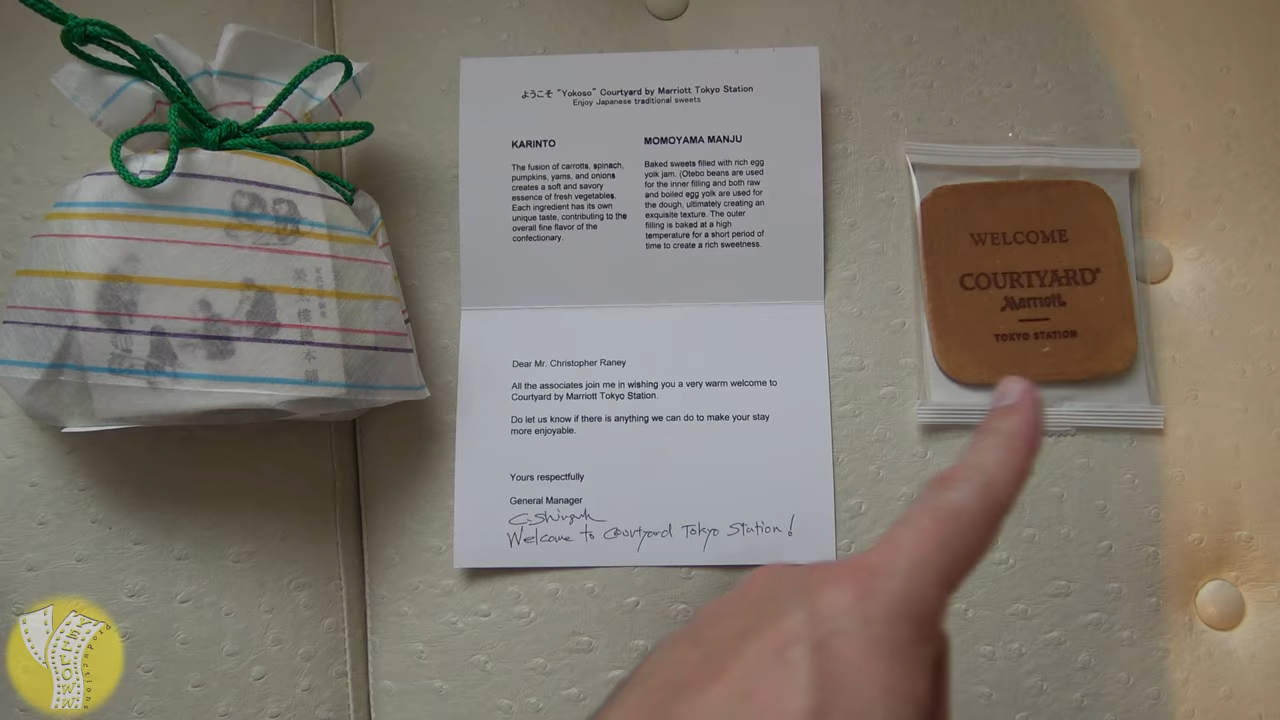 ようこそ "Yokoso" Courtyard by Marriott Tokyo Station
Enjoy Japanese traditional sweets
KARINTO
The fusion of carrotts, spinach,
pumpkins, yams, and onions
creates a soft and savory
essence of fresh vegetables.
Each ingredient has its own
unique taste, contributing to the
overall fine flavor of the
confectionary.
MOMOYAMA MANJU
Baked sweets filled with rich egg
yolk jam. (Otebo beans are used
for the inner filling and both raw
and boiled egg yolk are used for
the dough, ultimately creating an
exquisite texture. The outer
filling is baked at a high
temperature for a short period of
time to create a rich sweetness.
Dear Mr. Christopher Raney
All the associates join me in wishing you a very warm welcome to
Courtyard by Marriott Tokyo Station.
Do let us know if there is anything we can do to make your stay
more enjoyable.
Yours respectfully
General Manager
Welcome to Courtyard Tokyo Station!
WELCOME
COURTYARD®
Marriott.
TOKYO STATION
YELLOW
Productions